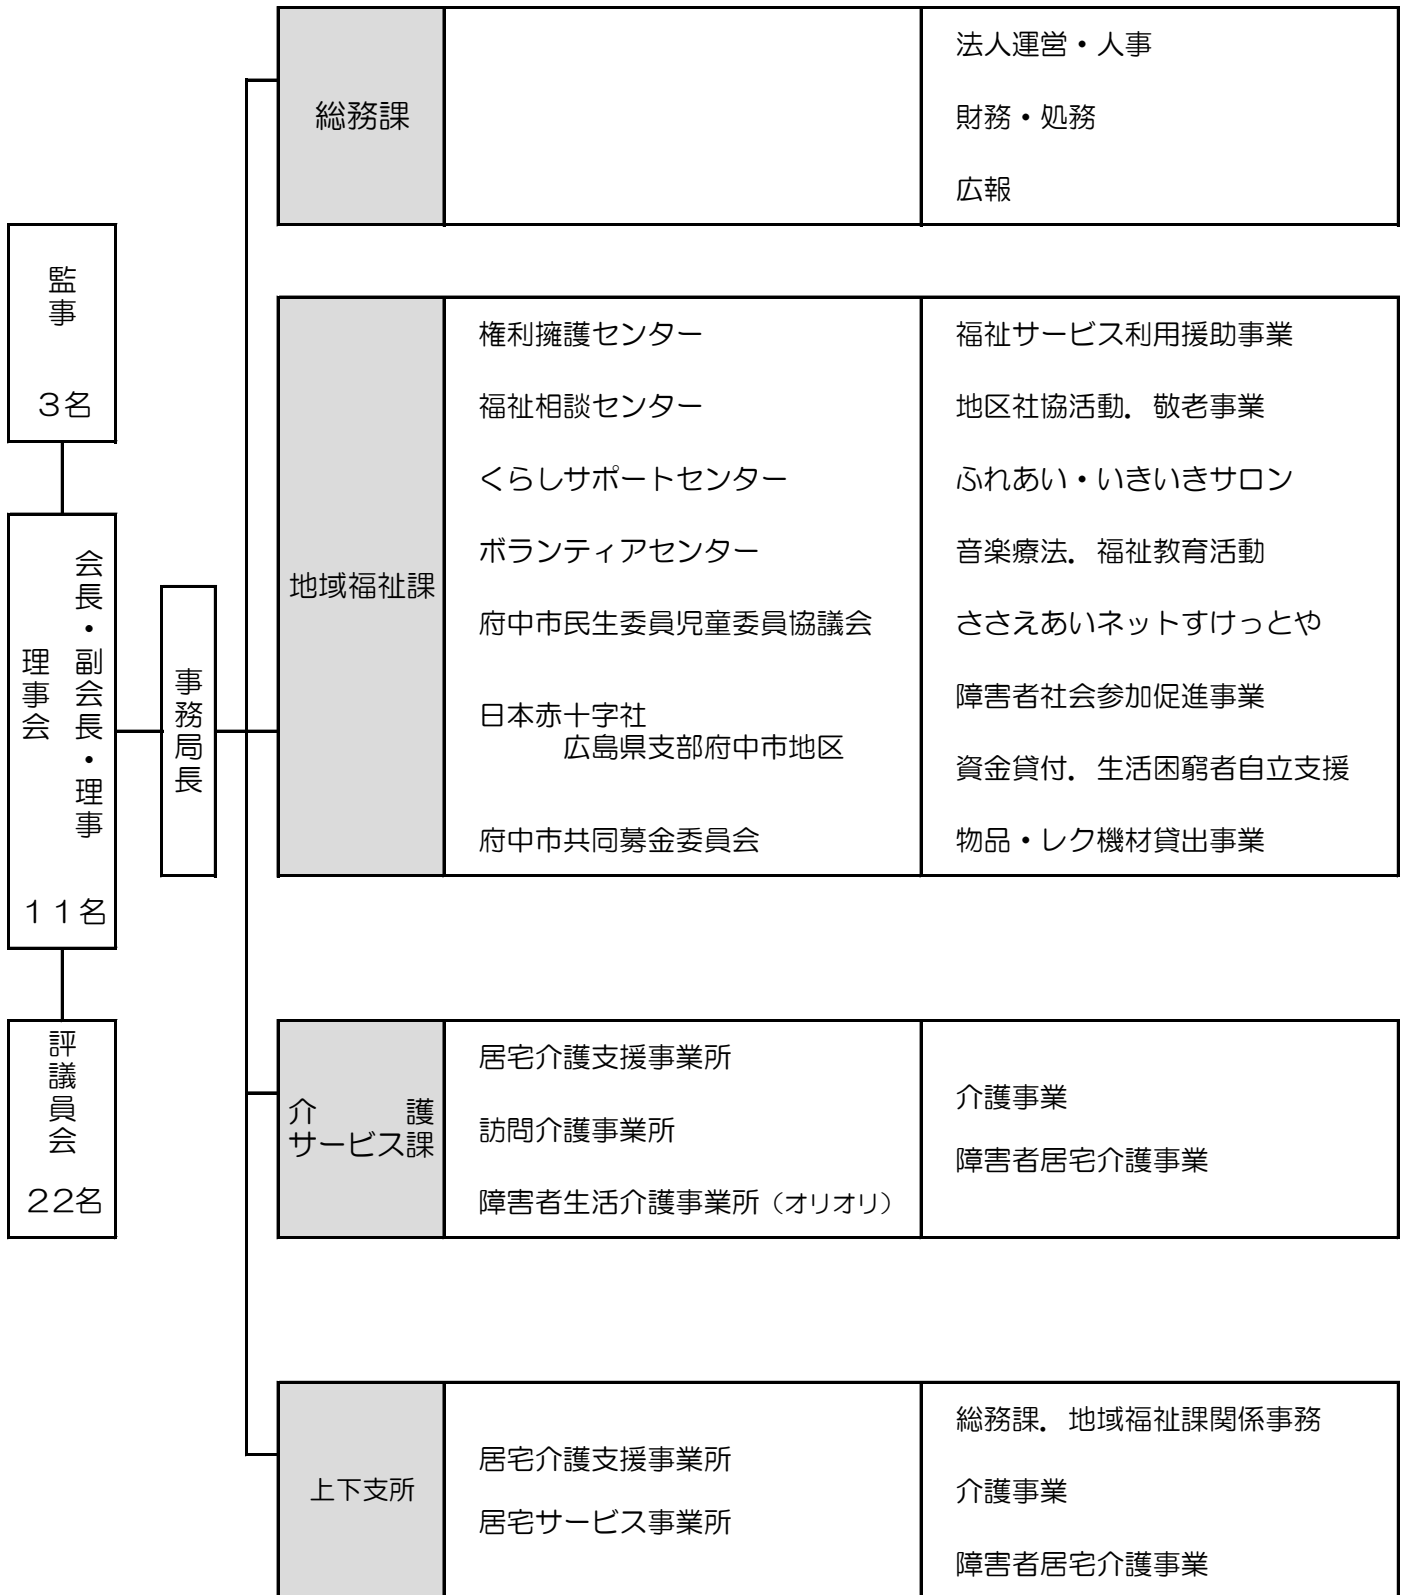 監事
３名
会長・副会長・理事
理事会
１１名
評議員会
２２名
事務局長
総務課
法人運営・人事
財務・処務
広報
地域福祉課
権利擁護センター
福祉相談センター
くらしサポートセンター
ボランティアセンター
府中市民生委員児童委員協議会
日本赤十字社
広島県支部府中市地区
府中市共同募金委員会
福祉サービス利用援助事業
地区社協活動．敬老事業
ふれあい・いきいきサロン
音楽療法．福祉教育活動
ささえあいネットすけっとや
障害者社会参加促進事業
資金貸付．生活困窮者自立支援
物品・レク機材貸出事業
介護
サービス課
居宅介護支援事業所
訪問介護事業所
障害者生活介護事業所（オリオリ）
介護事業
障害者居宅介護事業
上下支所
居宅介護支援事業所
居宅サービス事業所
総務課．地域福祉課関係事務
介護事業
障害者居宅介護事業